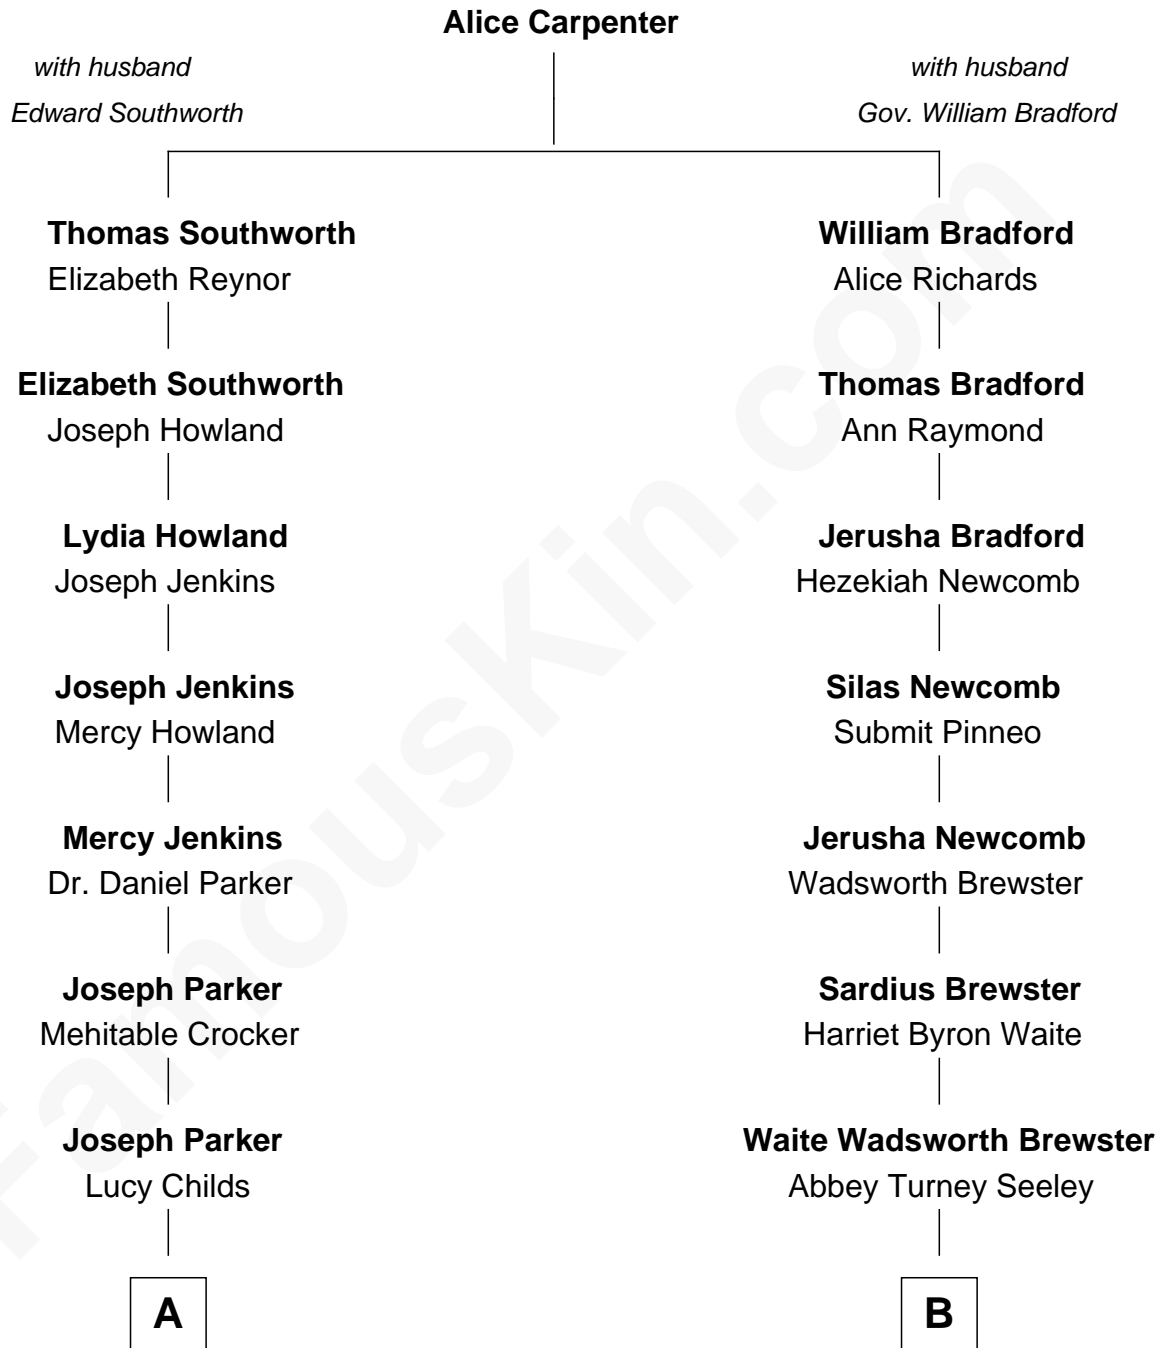 Alice Carpenter
with husband
Edward Southworth
with husband
Gov. William Bradford
Thomas Southworth
Elizabeth Reynor
William Bradford
Alice Richards
Elizabeth Southworth
Joseph Howland
Thomas Bradford
Ann Raymond
Lydia Howland
Joseph Jenkins
Jerusha Bradford
Hezekiah Newcomb
Joseph Jenkins
Mercy Howland
Silas Newcomb
Submit Pinneo
Mercy Jenkins
Dr. Daniel Parker
Jerusha Newcomb
Wadsworth Brewster
Joseph Parker
Mehitable Crocker
Sardius Brewster
Harriet Byron Waite
Joseph Parker
Lucy Childs
Waite Wadsworth Brewster
Abbey Turney Seeley
A
B
FamousKin.com